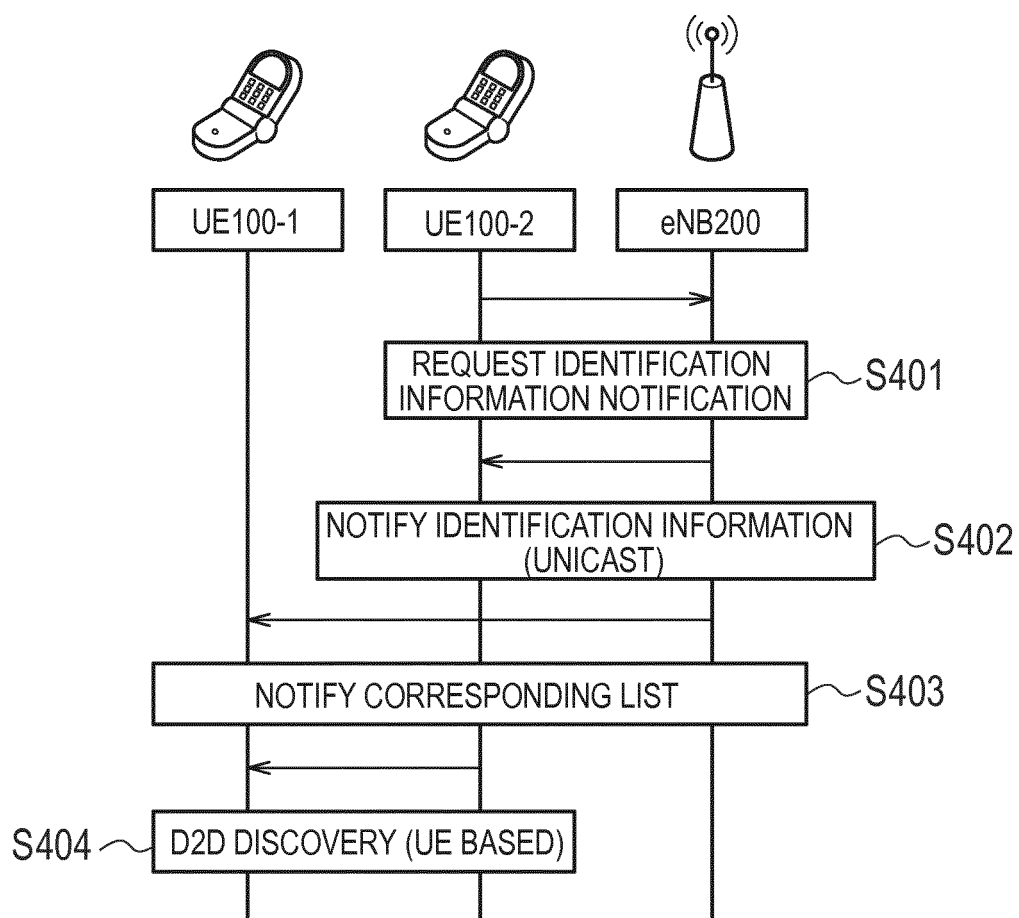 UE100-1
UE100-2
eNB200
REQUEST IDENTIFICATION
INFORMATION NOTIFICATION
S401
NOTIFY IDENTIFICATION INFORMATION
(UNICAST)
S402
NOTIFY CORRESPONDING LIST
S403
S404
D2D DISCOVERY (UE BASED)